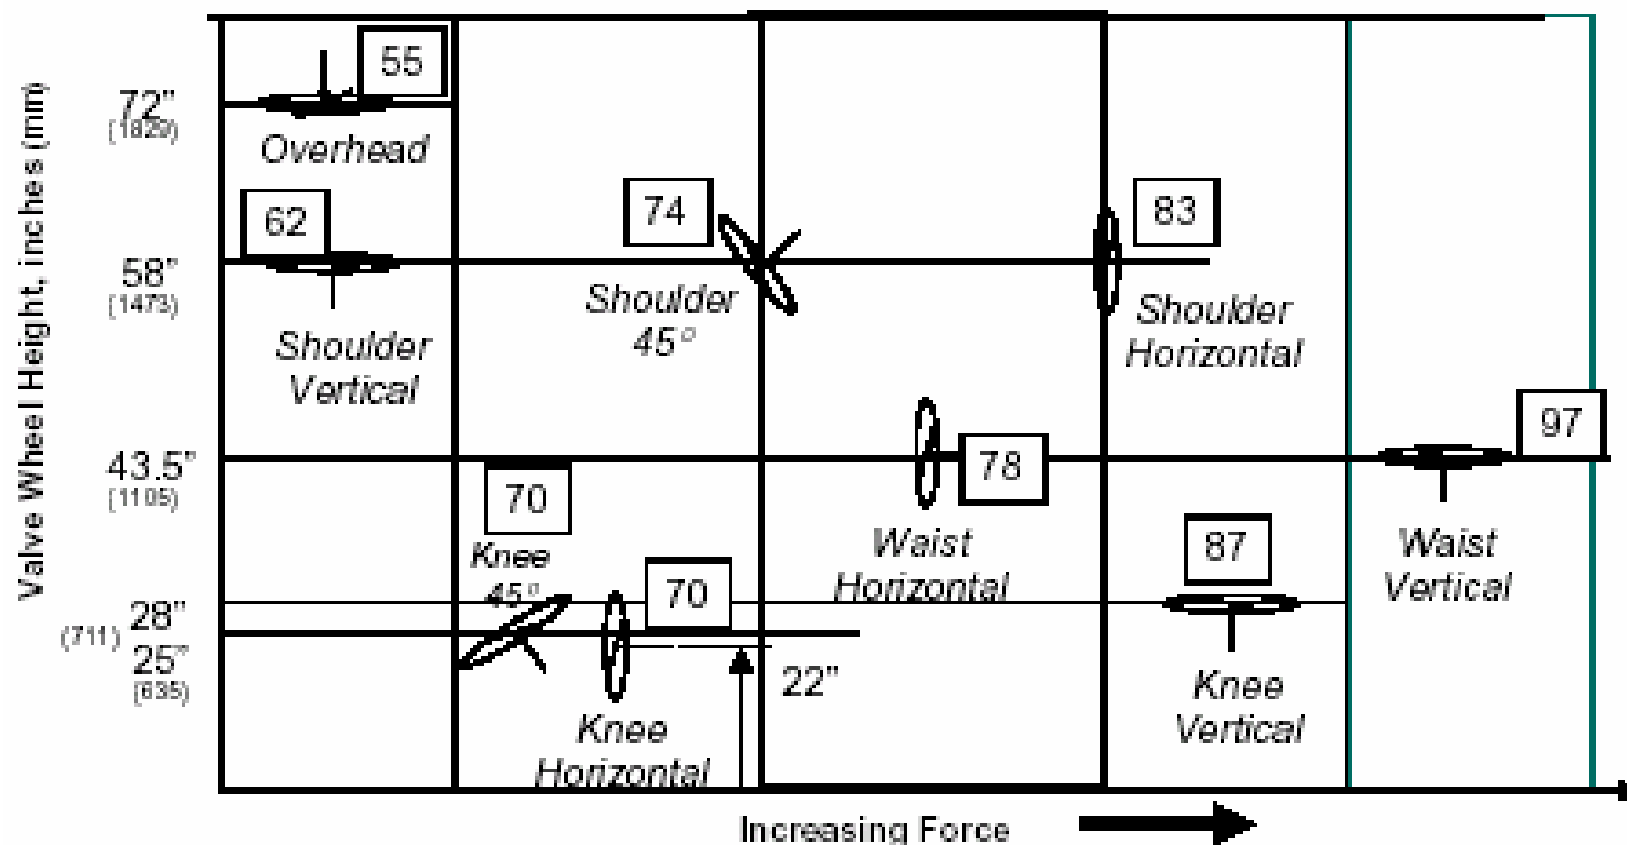 Valve Wheel Height, inches (mm)
72"
(1829)
55
Overhead
62
58"
(1473)
Shoulder
Vertical
74
Shoulder
45°
83
Shoulder
Horizontal
43.5"
(1105)
78
Waist
Horizontal
97
Waist
Vertical
70
Knee
45°
70
Knee
Horizontal
28"
(711)
25"
(635)
22"
87
Knee
Vertical
Increasing Force